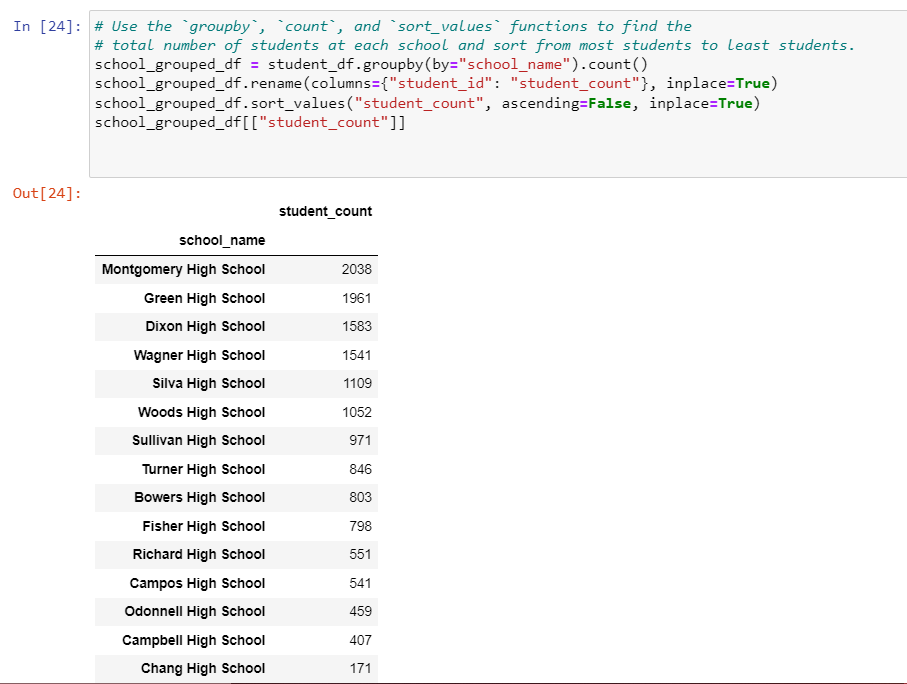 In [24]: # Use the `groupby`, `count`, and `sort_values` functions to find the
# total number of students at each school and sort from most students to least students.
school_grouped_df = student_df.groupby(by="school_name").count()
school_grouped_df.rename(columns={"student_id": "student_count"}, inplace=True)
school_grouped_df.sort_values("student_count", ascending=False, inplace=True)
school_grouped_df[["student_count"]]
Out[24]:
student_count
school_name
Montgomery High School 2038
Green High School 1961
Dixon High School 1583
Wagner High School 1541
Silva High School 1109
Woods High School 1052
Sullivan High School 971
Turner High School 846
Bowers High School 803
Fisher High School 798
Richard High School 551
Campos High School 541
Odonnell High School 459
Campbell High School 407
Chang High School 171